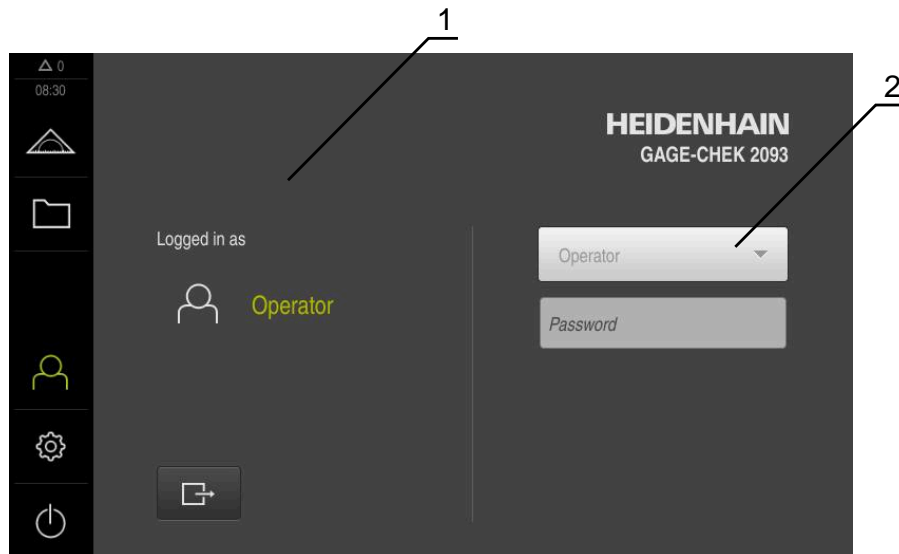 1
0
08:30
2
HEIDENHAIN
GAGE-CHEK 2093
Logged in as
Operator
Operator
Password